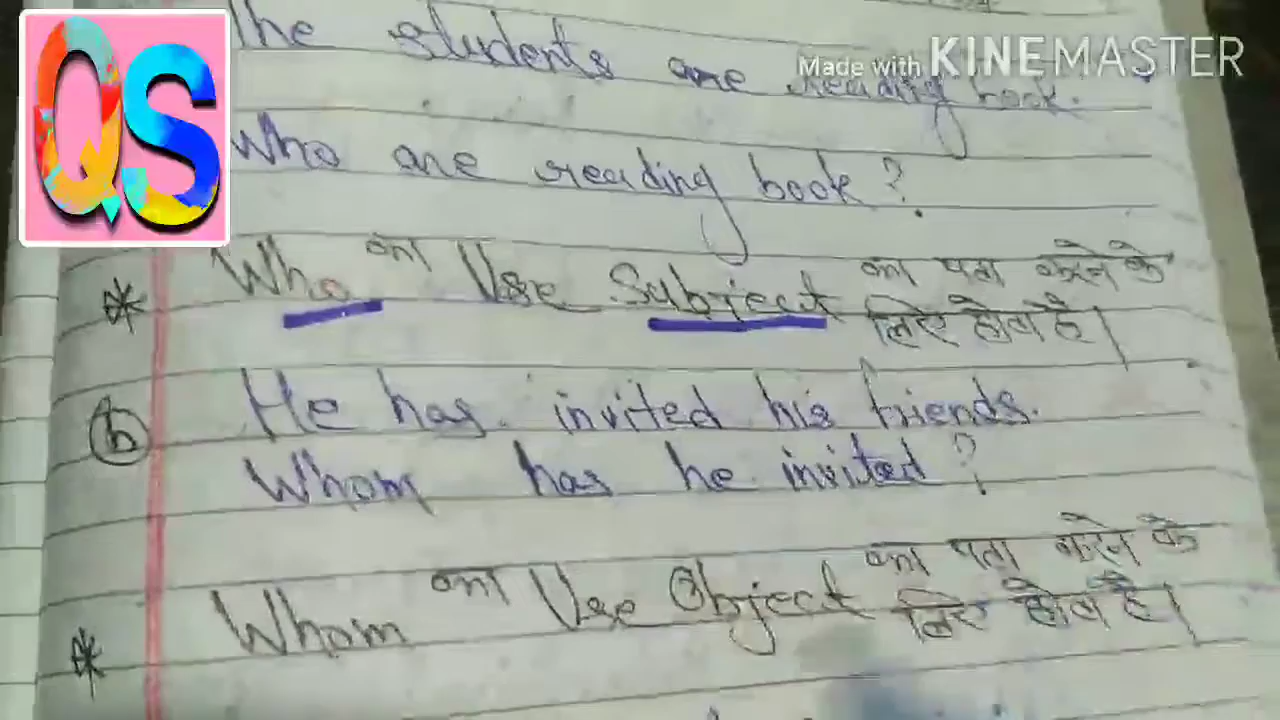 QS
Made with KINEMASTER
The students are reading book.
Who are reading book?
* Who का Use Subject का पता करने के लिए होता है।
(b) He has invited his friends.
Whom has he invited?
* Whom का Use Object का पता करने के लिए होता है।